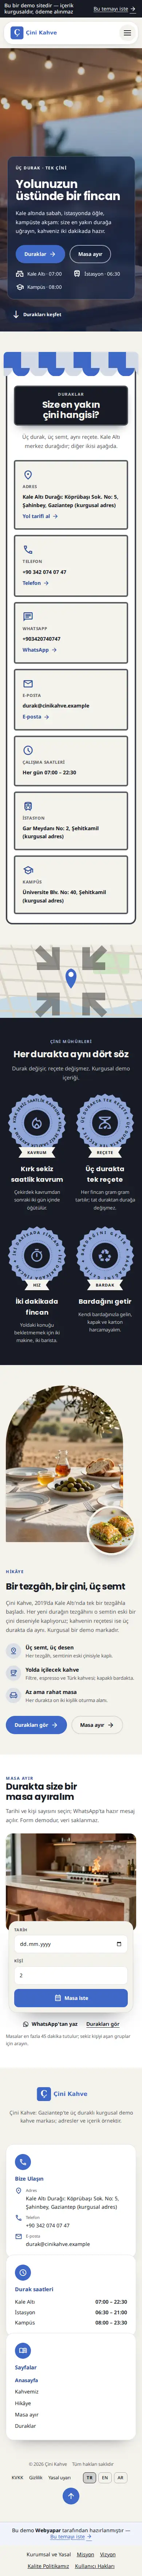 Bu bir demo sitedir — içerik
kurgusaldır, ödeme alınmaz
Bu temayı iste →
Çini Kahve
ÜÇ DURAK · TEK ÇİNİ
Yolunuzun
üstünde bir fincan
Kale altında sabah, istasyonda öğle,
kampüste akşam; sizin yolun durakta da
uğrayın, kahveniz iki dakikada hazır.
Duraklar →
Masa ayır
Kale Altı · 07:00
İstasyon · 06:30
Kampüs · 08:00
Durakları keşfet
DURAKLAR
Size en yakın
çini hangisi?
Üç durak, üç semt, aynı reçete. Kale Altı
merkez durağıdır; diğer ikisi aşağıda.
ADRES
Kale Altı Durağı: Köprübaşı Sok. No: 5,
Şahinbey, Gaziantep (kurgusal adres)
Yol tarifi al →
TELEFON
+90 342 074 07 47
Telefon →
WHATSAPP
+903420740747
WhatsApp →
E-POSTA
durak@cinikahve.example
E-posta →
ÇALIŞMA SAATLERİ
Her gün 07:00 – 22:30
İSTASYON
Gar Meydanı No: 2, Şehitkamil
(kurgusal adres)
KAMPÜS
Üniversite Blv. No: 40, Şehitkamil
(kurgusal adres)
ÇİNİ MÜHÜRLERİ
Her durakta aynı dört söz
Durak değişir, reçete değişmez. Kurgusal demo
içeriği.
KAVRUM
Kırk sekiz
saatlik kavrum
Çekirdek kavrumdan
sonraki iki gün içinde
öğütülür.
REÇETE
Üç durakta
tek reçete
Her fincan gram gram
tartılır; tat duraktan durağa
değişmez.
HIZ
İki dakikada
fincan
Yoldaki konuğu
bekletmemek için iki
makine, iki barista.
BARDAK
Bardağını getir
Kendi bardağınızla gelin,
kapak ve karton
harcamayalım.
HİKÂYE
Bir tezgâh, bir çini, üç semt
Çini Kahve, 2019'da Kale Altı'nda tek bir tezgâhla
başladı. Her yeni durağın tezgâhını o semtin sabahı
bir şeyle paylaşıyoruz; kahvenin reçetesi ise üç
durakta da aynı. Kurgusal bir demo markadır.
Üç semt, üç desen
Her tezgâh, semtinin eski çinisiyle kaplı.
Yolda içilecek kahve
Filtre, espresso ve Türk kahvesi; kapaklı bardakta.
Az ama rahat masa
Her durakta on iki kişilik oturma alanı.
Durakları gör →
Masa ayır →
MASA AYIR
Durakta size bir
masa ayıralım
Tarihi ve kişi sayısını seçin; WhatsApp'ta hazır mesaj
açılır. Form demodur, veri saklanmaz.
TARİH
dd.mm.yyyy
KİŞİ
2
Masa iste
WhatsApp'tan yaz
Durakları gör
Masalar en fazla 45 dakika tutulur; sekiz kişiyi aşan gruplar
için arayın.
Çini Kahve
Çini Kahve: Gaziantep'te üç duraklı kurgusal demo
kahve markası; adresler ve içerik örnektir.
Bize Ulaşın
Adres
Kale Altı Durağı: Köprübaşı Sok. No: 5,
Şahinbey, Gaziantep (kurgusal adres)
Telefon
+90 342 074 07 47
E-posta
durak@cinikahve.example
Durak saatleri
Kale Altı 07:00 – 22:30
İstasyon 06:30 – 21:00
Kampüs 08:00 – 23:30
Sayfalar
Anasayfa
Kahvemiz
Hikâye
Masa ayır
Duraklar
© 2026 Çini Kahve Tüm hakları saklıdır
KVKK Gizlilik Yasal uyarı TR EN AR
Bu demo Webyapar tarafından hazırlanmıştır —
Bu temayı iste →
Kurumsal ve Yasal Misyon Vizyon
Kalite Politikamız Kullanıcı Hakları